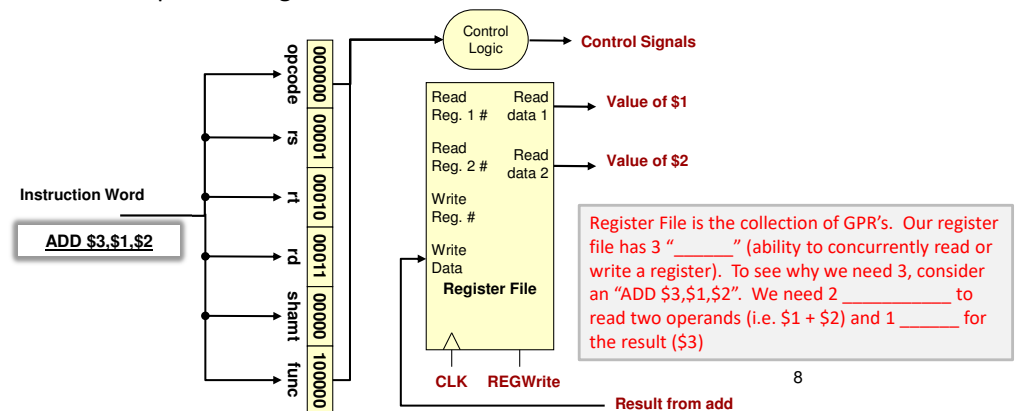 Control
Logic
Control Signals
opcode
0000000
rs
00001
rt
00010
rd
00011
shamt
00000
func
1000000
Instruction Word
ADD $3,$1,$2
Read
Reg. 1 #
Read
data 1
Value of $1
Read
Reg. 2 #
Read
data 2
Value of $2
Write
Reg. #
Write
Data
Register File
CLK
REGWrite
Register File is the collection of GPR's. Our register
file has 3 “______” (ability to concurrently read or
write a register). To see why we need 3, consider
an “ADD $3,$1,$2”. We need 2 ___________ to
read two operands (i.e. $1 + $2) and 1 ______ for
the result ($3)
8
Result from add